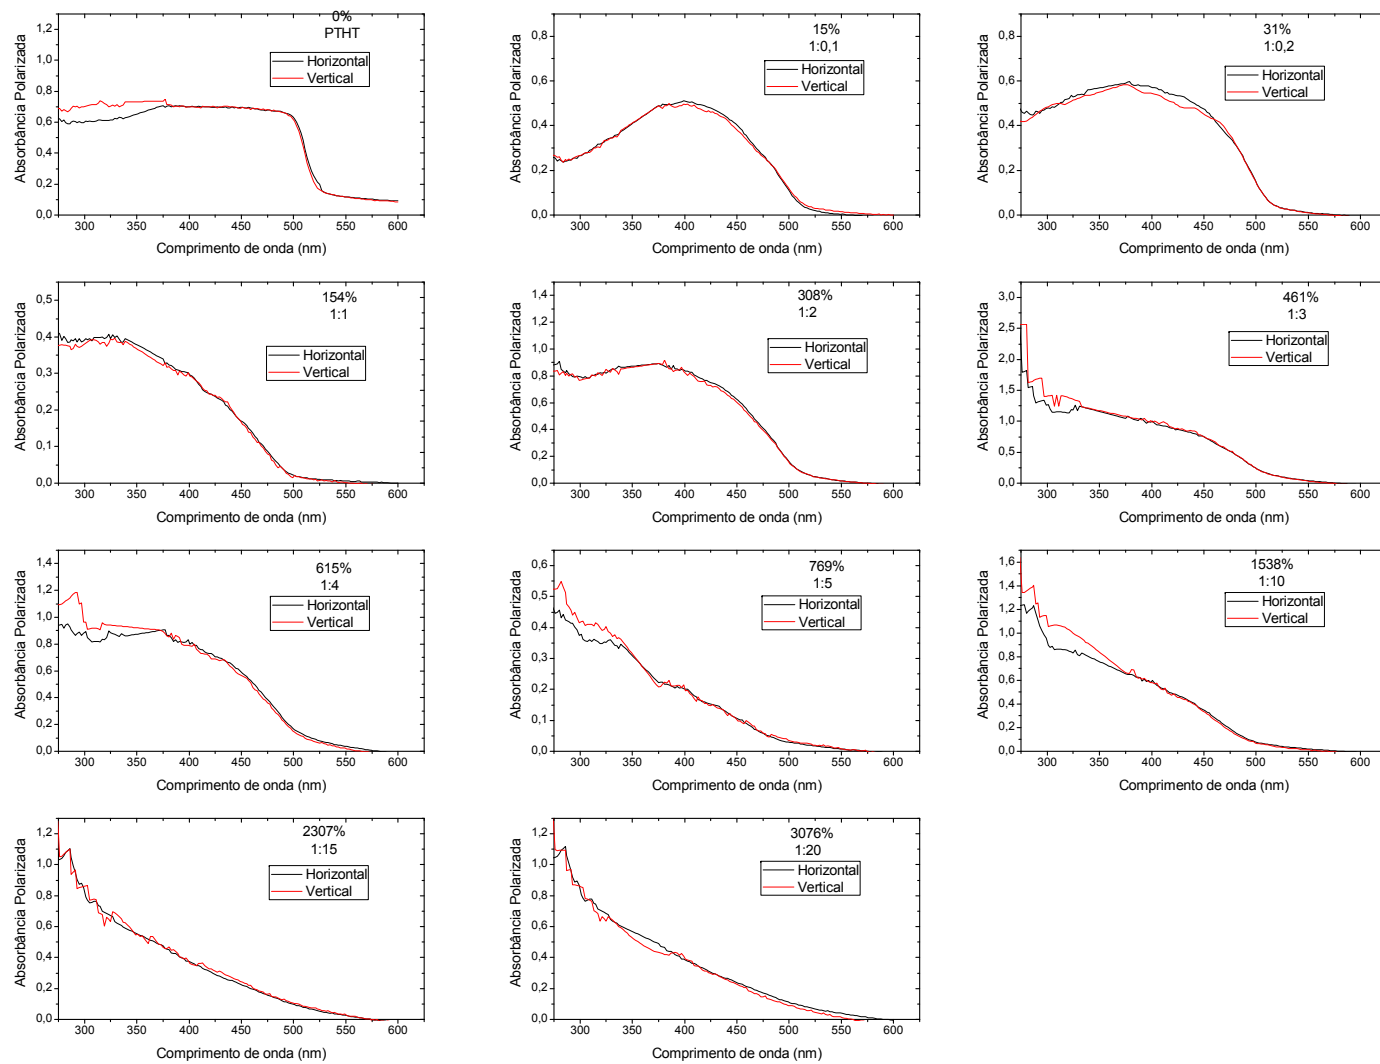 0%
PTHT
Horizontal
Vertical
Absorbância Polarizada
1,2
1,0
0,8
0,6
0,4
0,2
0,0
300 350 400 450 500 550 600
Comprimento de onda (nm)
15%
1:0,1
Horizontal
Vertical
Absorbância Polarizada
0,8
0,6
0,4
0,2
0,0
300 350 400 450 500 550 600
Comprimento de onda (nm)
31%
1:0,2
Horizontal
Vertical
Absorbância Polarizada
0,8
0,6
0,4
0,2
0,0
300 350 400 450 500 550 600
Comprimento de onda (nm)
154%
1:1
Horizontal
Vertical
Absorbância Polarizada
0,5
0,4
0,3
0,2
0,1
0,0
300 350 400 450 500 550 600
Comprimento de onda (nm)
308%
1:2
Horizontal
Vertical
Absorbância Polarizada
1,4
1,2
1,0
0,8
0,6
0,4
0,2
0,0
300 350 400 450 500 550 600
Comprimento de onda (nm)
461%
1:3
Horizontal
Vertical
Absorbância Polarizada
3,0
2,5
2,0
1,5
1,0
0,5
0,0
300 350 400 450 500 550 600
Comprimento de onda (nm)
615%
1:4
Horizontal
Vertical
Absorbância Polarizada
1,4
1,2
1,0
0,8
0,6
0,4
0,2
0,0
300 350 400 450 500 550 600
Comprimento de onda (nm)
769%
1:5
Horizontal
Vertical
Absorbância Polarizada
0,6
0,5
0,4
0,3
0,2
0,1
0,0
300 350 400 450 500 550 600
Comprimento de onda (nm)
1538%
1:10
Horizontal
Vertical
Absorbância Polarizada
1,6
1,4
1,2
1,0
0,8
0,6
0,4
0,2
0,0
300 350 400 450 500 550 600
Comprimento de onda (nm)
2307%
1:15
Horizontal
Vertical
Absorbância Polarizada
1,2
1,0
0,8
0,6
0,4
0,2
0,0
300 350 400 450 500 550 600
Comprimento de onda (nm)
3076%
1:20
Horizontal
Vertical
Absorbância Polarizada
1,2
1,0
0,8
0,6
0,4
0,2
0,0
300 350 400 450 500 550 600
Comprimento de onda (nm)